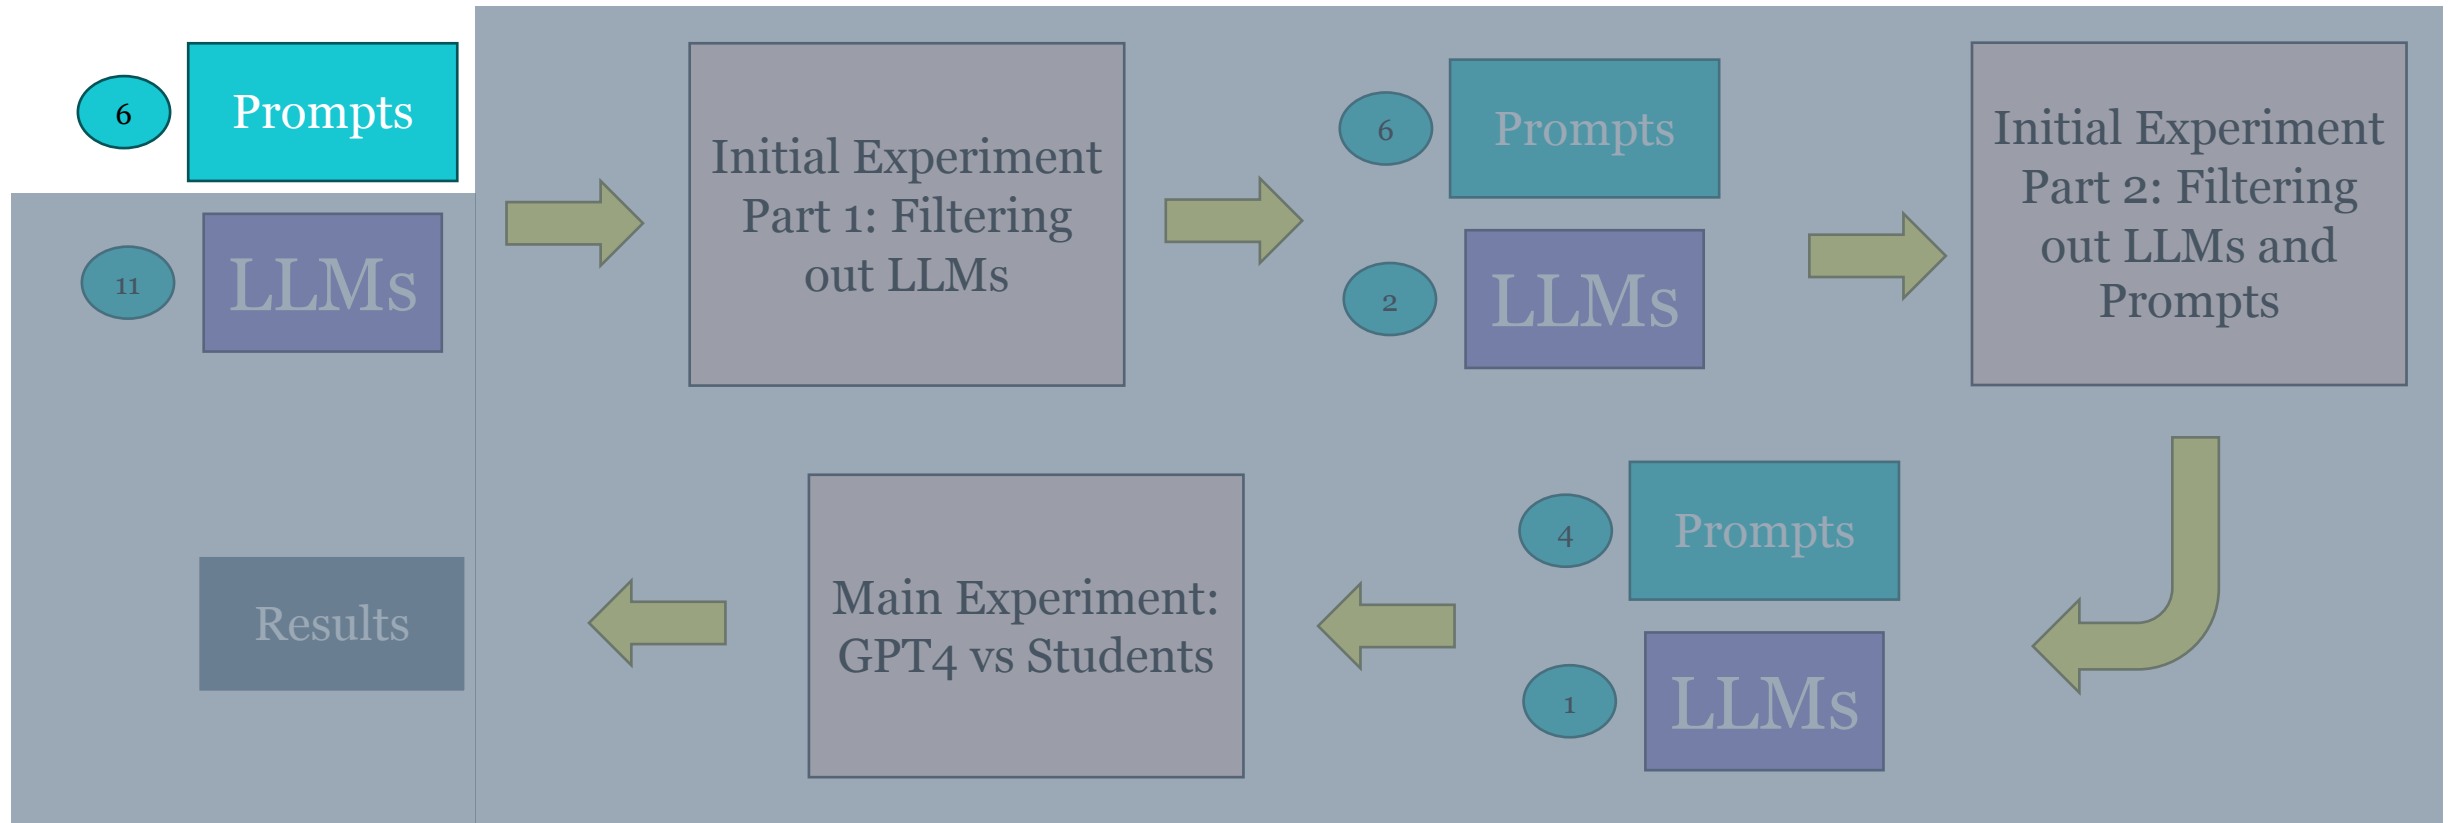 6
Prompts
11
LLMs
Initial Experiment
Part 1: Filtering
out LLMs
6
Prompts
2
LLMs
Initial Experiment
Part 2: Filtering
out LLMs and
Prompts
4
Prompts
1
LLMs
Main Experiment:
GPT4 vs Students
Results